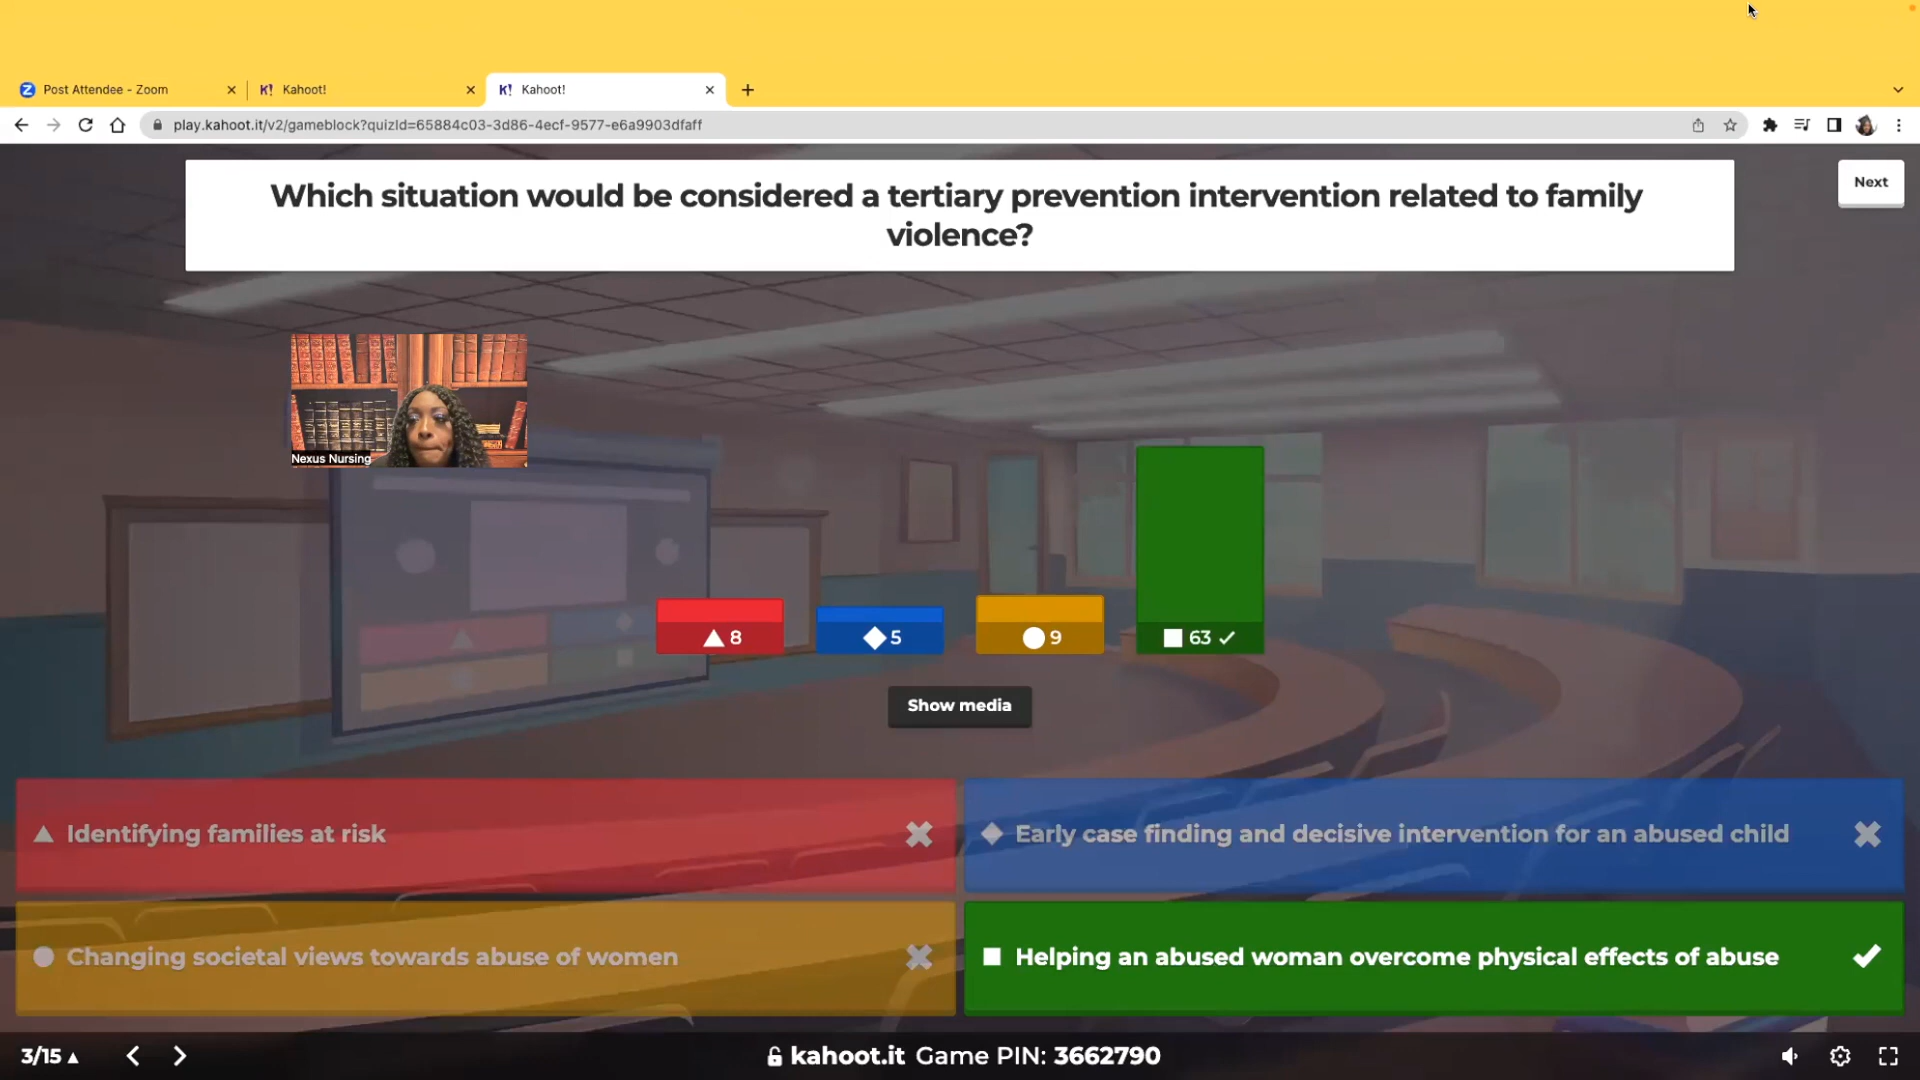 Post Attendee - Zoom
K! Kahoot!
K! Kahoot!
play.kahoot.it/v2/gameblock?quizId=65884c03-3d86-4ecf-9577-e6a9903dfaff
Which situation would be considered a tertiary prevention intervention related to family
violence?
Next
Nexus Nursing
8
5
9
63
Show media
Identifying families at risk
Early case finding and decisive intervention for an abused child
Changing societal views towards abuse of women
Helping an abused woman overcome physical effects of abuse
3/15
kahoot.it Game PIN: 3662790